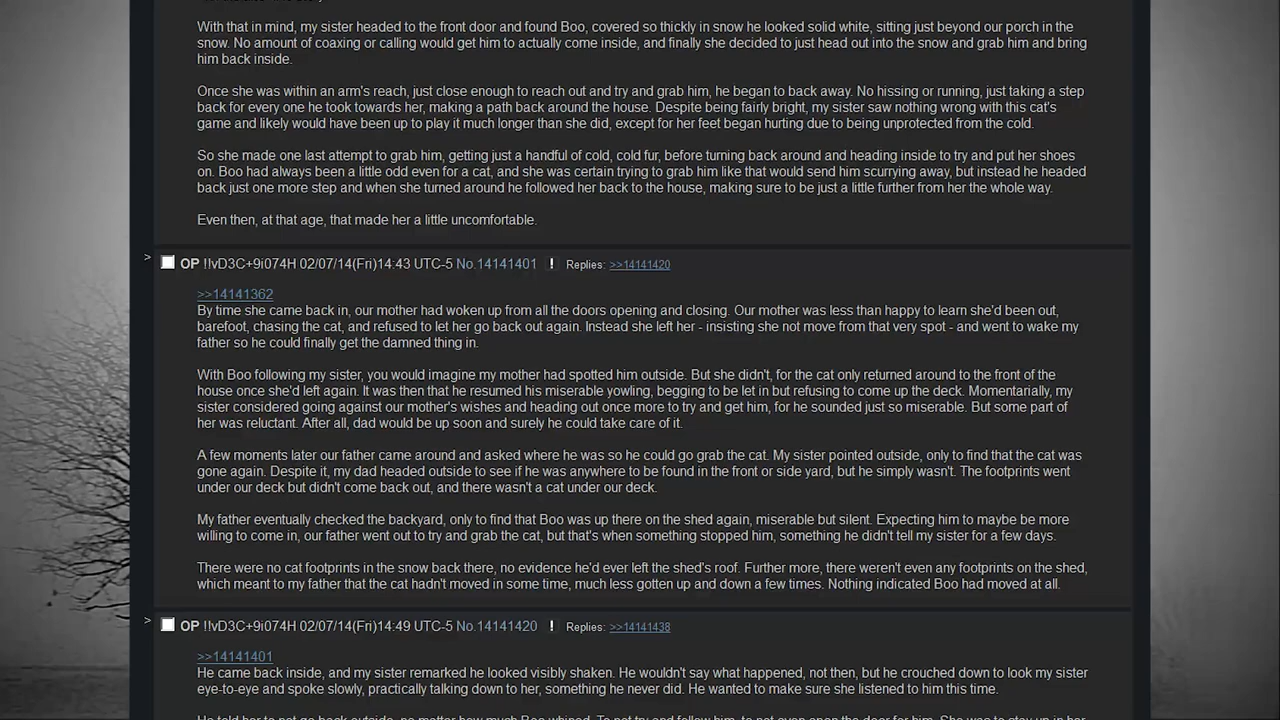 With that in mind, my sister headed to the front door and found Boo, covered so thickly in snow he looked solid white, sitting just beyond our porch in the
snow. No amount of coaxing or calling would get him to actually come inside, and finally she decided to just head out into the snow and grab him and bring
him back inside.
Once she was within an arm's reach, just close enough to reach out and try and grab him, he began to back away. No hissing or running, just taking a step
back for every one he took towards her, making a path back around the house. Despite being fairly bright, my sister saw nothing wrong with this cat's
game and likely would have been up to play it much longer than she did, except for her feet began hurting due to being unprotected from the cold.
So she made one last attempt to grab him, getting just a handful of cold, cold fur, before turning back around and heading inside to try and put her shoes
on. Boo had always been a little odd even for a cat, and she was certain trying to grab him like that would send him scurrying away, but instead he headed
back just one more step and when she turned around he followed her back to the house, making sure to be just a little further from her the whole way.
Even then, at that age, that made her a little uncomfortable.
> OP !!vD3C+9i074H 02/07/14(Fri)14:43 UTC-5 No.14141401 ! Replies: >>14141420
>>14141362
By time she came back in, our mother had woken up from all the doors opening and closing. Our mother was less than happy to learn she'd been out,
barefoot, chasing the cat, and refused to let her go back out again. Instead she left her - insisting she not move from that very spot - and went to wake my
father so he could finally get the damned thing in.
With Boo following my sister, you would imagine my mother had spotted him outside. But she didn't, for the cat only returned around to the front of the
house once she'd left again. It was then that he resumed his miserable yowling, begging to be let in but refusing to come up the deck. Momentarially, my
sister considered going against our mother's wishes and heading out once more to try and get him, for he sounded just so miserable. But some part of
her was reluctant. After all, dad would be up soon and surely he could take care of it.
A few moments later our father came around and asked where he was so he could go grab the cat. My sister pointed outside, only to find that the cat was
gone again. Despite it, my dad headed outside to see if he was anywhere to be found in the front or side yard, but he simply wasn't. The footprints went
under our deck but didn't come back out, and there wasn't a cat under our deck.
My father eventually checked the backyard, only to find that Boo was up there on the shed again, miserable but silent. Expecting him to maybe be more
willing to come in, our father went out to try and grab the cat, but that's when something stopped him, something he didn't tell my sister for a few days.
There were no cat footprints in the snow back there, no evidence he'd ever left the shed's roof. Further more, there weren't even any footprints on the shed,
which meant to my father that the cat hadn't moved in some time, much less gotten up and down a few times. Nothing indicated Boo had moved at all.
> OP !!vD3C+9i074H 02/07/14(Fri)14:49 UTC-5 No.14141420 ! Replies: >>14141438
>>14141401
He came back inside, and my sister remarked he looked visibly shaken. He wouldn't say what happened, not then, but he crouched down to look my sister
eye-to-eye and spoke slowly, practically talking down to her, something he never did. He wanted to make sure she listened to him this time.